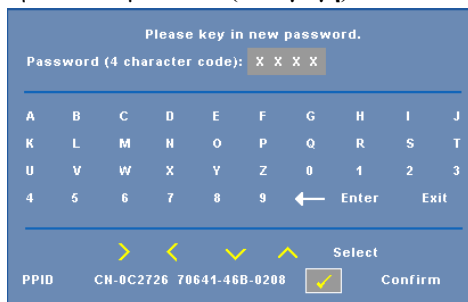 Please key in new password.
Password (4 character code): X X X X
A B C D E F G H I J
K L M N O P Q R S T
U V W X Y Z 0 1 2 3
4 5 6 7 8 9 ← Enter Exit
Select
PPID CN-0C2726 70641-46B-0208 ✓ Confirm